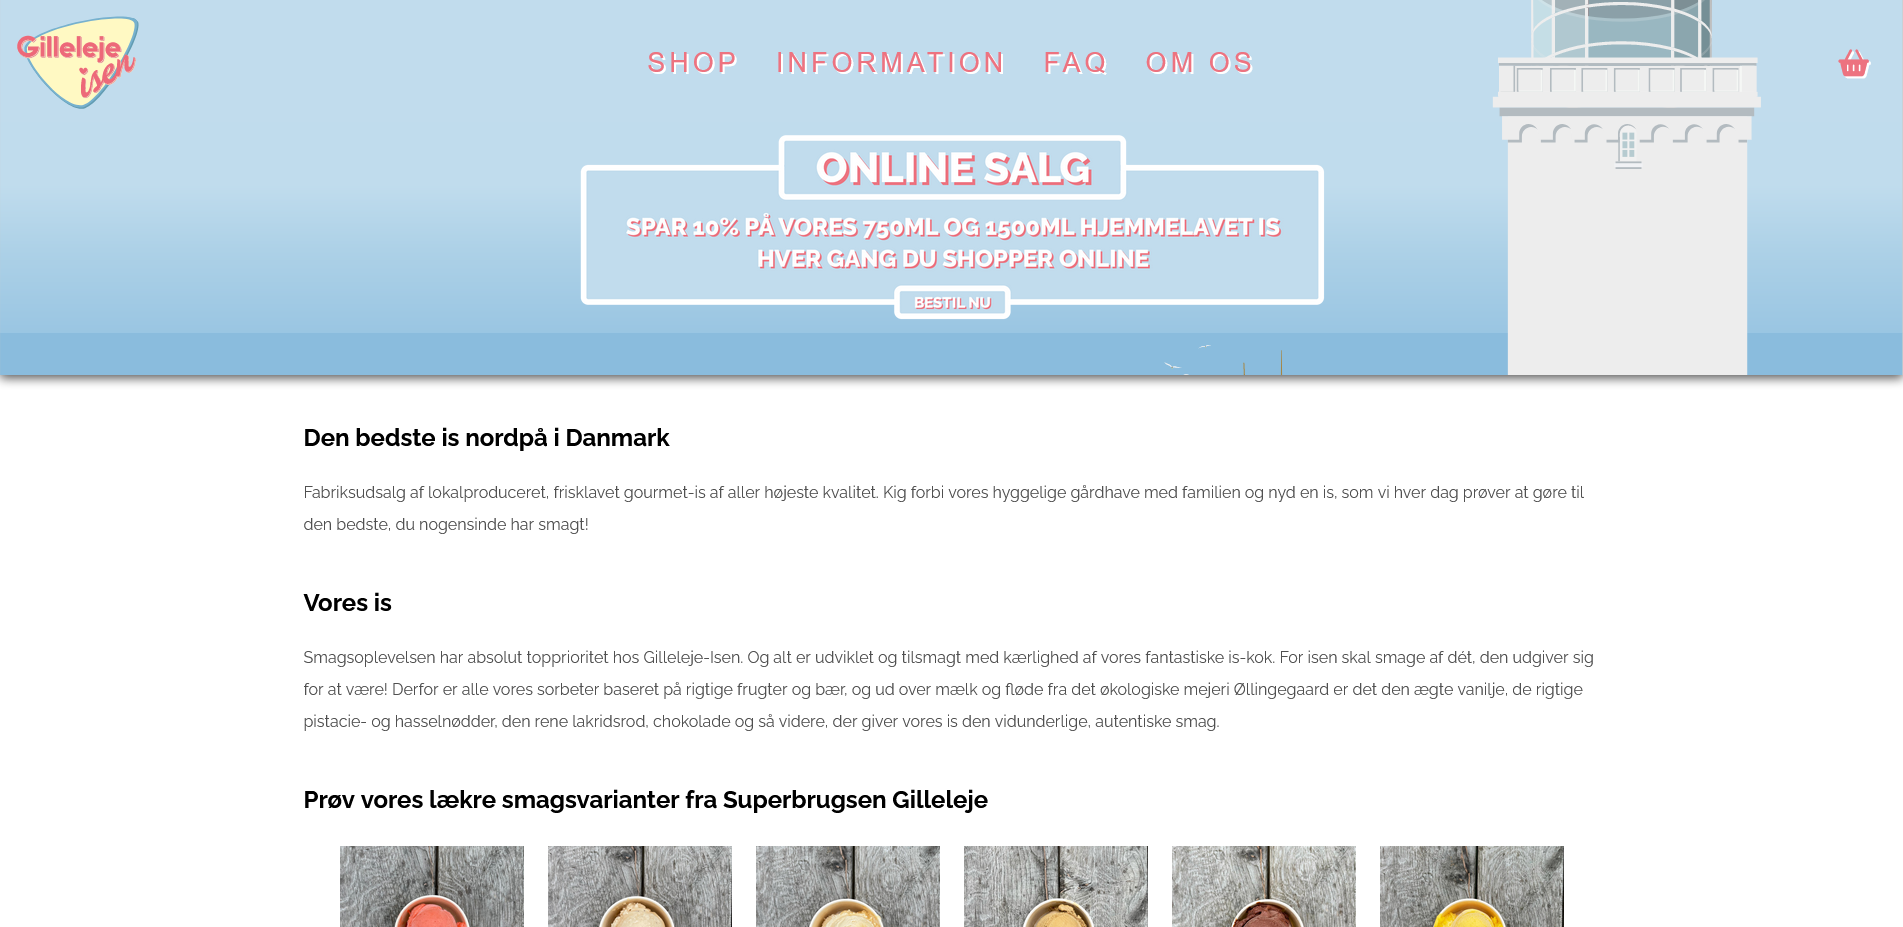 Gilleleje
isen
SHOP INFORMATION FAQ OM OS
ONLINE SALG
SPAR 10% PÅ VORES 750ML OG 1500ML HJEMMELAVET IS
HVER GANG DU SHOPPER ONLINE
BESTIL NU
Den bedste is nordpå i Danmark
Fabriksudsalg af lokalproduceret, frisklavet gourmet-is af aller højeste kvalitet. Kig forbi vores hyggelige gårdhave med familien og nyd en is, som vi hver dag prøver at gøre til
den bedste, du nogensinde har smagt!
Vores is
Smagsoplevelsen har absolut topprioritet hos Gilleleje-Isen. Og alt er udviklet og tilsmagt med kærlighed af vores fantastiske is-kok. For isen skal smage af dét, den udgiver sig
for at være! Derfor er alle vores sorbeter baseret på rigtige frugter og bær, og ud over mælk og fløde fra det økologiske mejeri Øllingegaard er det den ægte vanilje, de rigtige
pistacie- og hasselnødder, den rene lakridsrod, chokolade og så videre, der giver vores is den vidunderlige, autentiske smag.
Prøv vores lækre smagsvarianter fra Superbrugsen Gilleleje